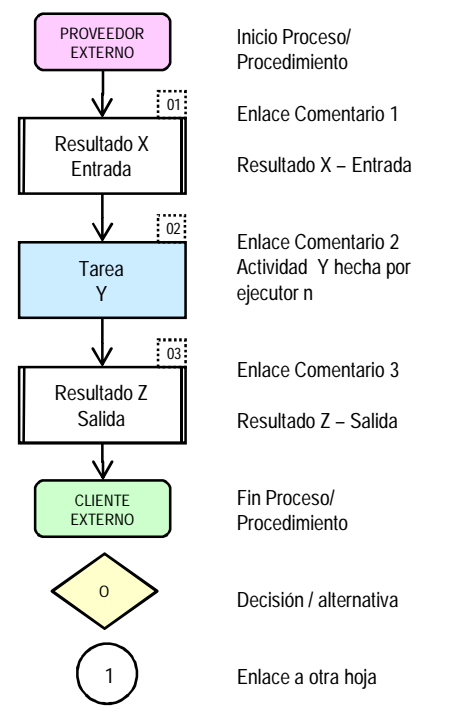 PROVEEDOR
EXTERNO
Inicio Proceso/
Procedimiento
01
Enlace Comentario 1
Resultado X
Entrada
Resultado X – Entrada
02
Enlace Comentario 2
Tarea
Y
Actividad Y hecha por
ejecutor n
03
Enlace Comentario 3
Resultado Z
Salida
Resultado Z – Salida
CLIENTE
EXTERNO
Fin Proceso/
Procedimiento
O
Decisión / alternativa
1
Enlace a otra hoja